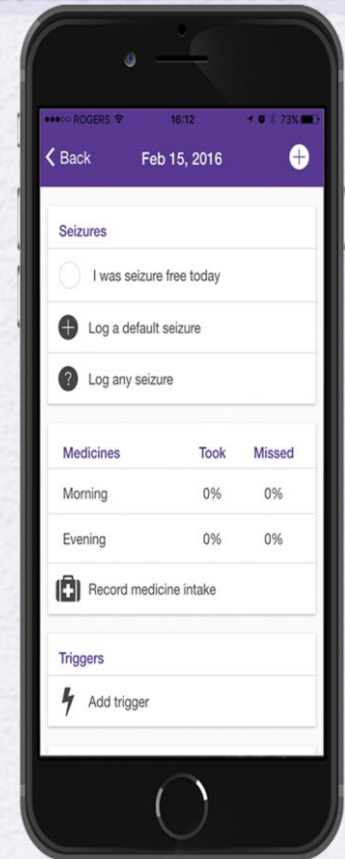 ●●●○○ ROGERS 16:12 73%
Back Feb 15, 2016
Seizures
I was seizure free today
Log a default seizure
? Log any seizure
Medicines Took Missed
Morning 0% 0%
Evening 0% 0%
Record medicine intake
Triggers
Add trigger